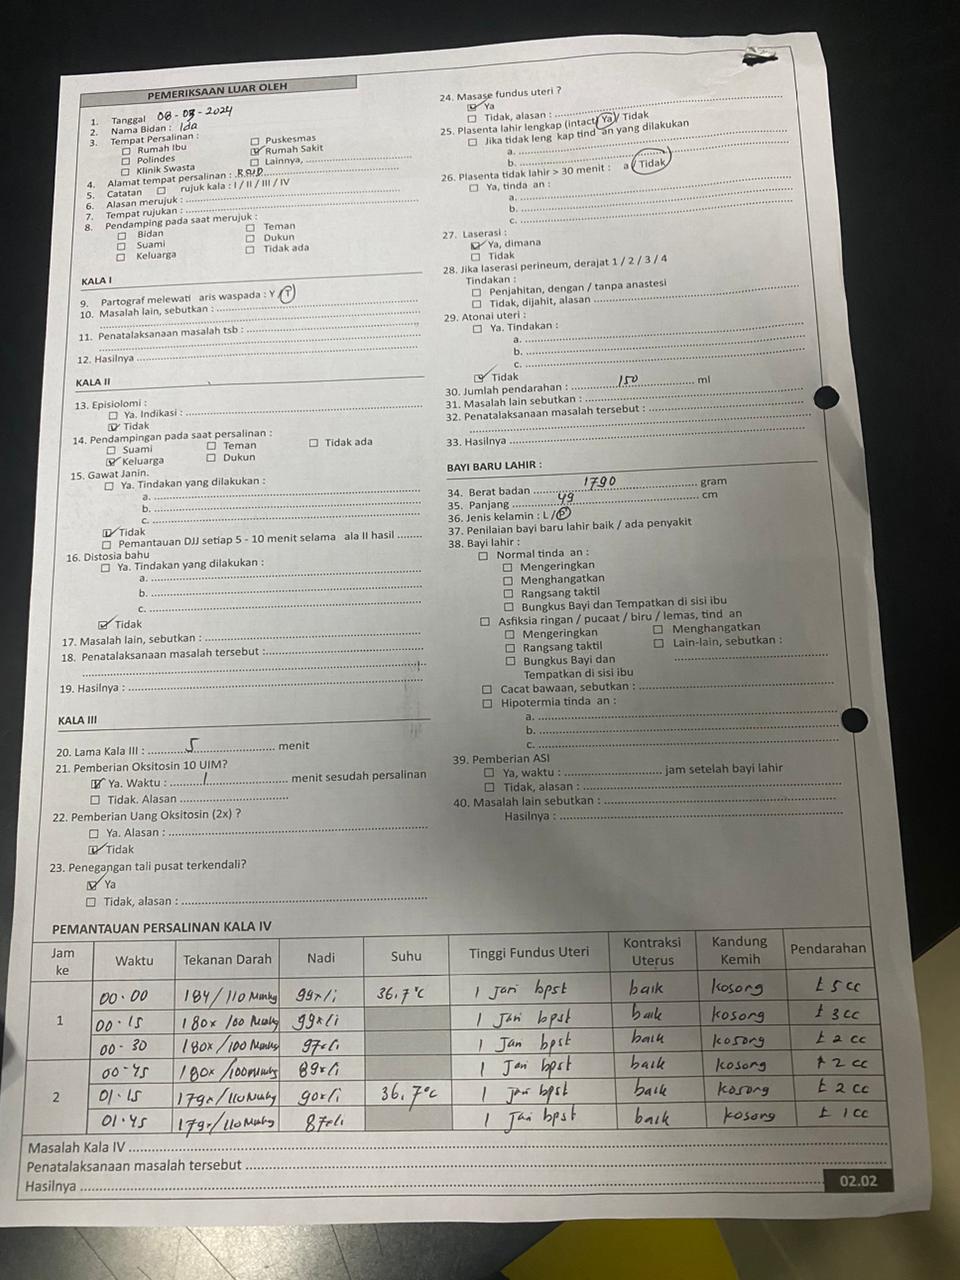 PEMERIKSAAN LUAR OLEH
1. Tanggal 08 - 03 - 2024
2. Nama Bidan : Ida
3. Tempat Persalinan :
☐ Rumah Ibu ☐ Puskesmas
☐ Polindes ☑ Rumah Sakit
☐ Klinik Swasta ☐ Lainnya, ..........
4. Alamat tempat persalinan : RSUD
5. Catatan ☐ rujuk kala : I / II / III / IV
6. Alasan merujuk : ..........
7. Tempat rujukan : ..........
8. Pendamping pada saat merujuk :
☐ Bidan ☐ Teman
☐ Suami ☐ Dukun
☐ Keluarga ☐ Tidak ada
KALA I
9. Partograf melewati aris waspada : Y / T
10. Masalah lain, sebutkan : ..........
11. Penatalaksanaan masalah tsb : ..........
12. Hasilnya ..........
KALA II
13. Episiolomi :
☐ Ya. Indikasi : ..........
☑ Tidak
14. Pendampingan pada saat persalinan :
☐ Suami ☐ Teman ☐ Tidak ada
☑ Keluarga ☐ Dukun
15. Gawat Janin.
☐ Ya. Tindakan yang dilakukan :
a. ..........
b. ..........
c. ..........
☑ Tidak
☐ Pemantauan DJJ setiap 5 - 10 menit selama ala II hasil ........
16. Distosia bahu
☐ Ya. Tindakan yang dilakukan :
a. ..........
b. ..........
c. ..........
☑ Tidak
17. Masalah lain, sebutkan : ..........
18. Penatalaksanaan masalah tersebut : ..........
19. Hasilnya : ..........
KALA III
20. Lama Kala III : 5 menit
21. Pemberian Oksitosin 10 UIM?
☑ Ya. Waktu : 1 menit sesudah persalinan
☐ Tidak. Alasan ..........
22. Pemberian Uang Oksitosin (2x) ?
☐ Ya. Alasan : ..........
☑ Tidak
23. Penegangan tali pusat terkendali?
☑ Ya
☐ Tidak, alasan : ..........
24. Masase fundus uteri ?
☑ Ya
☐ Tidak, alasan : ..........
25. Plasenta lahir lengkap (intact) Ya / Tidak
☐ Jika tidak leng kap tind an yang dilakukan
a. ..........
b. ..........
26. Plasenta tidak lahir > 30 menit : a / Tidak
☐ Ya, tinda an :
a. ..........
b. ..........
c. ..........
27. Laserasi :
☑ Ya, dimana
☐ Tidak
28. Jika laserasi perineum, derajat 1 / 2 / 3 / 4
Tindakan :
☐ Penjahitan, dengan / tanpa anastesi
☐ Tidak, dijahit, alasan ..........
29. Atonai uteri :
☐ Ya. Tindakan :
a. ..........
b. ..........
c. ..........
☑ Tidak
30. Jumlah pendarahan : 150 ml
31. Masalah lain sebutkan : ..........
32. Penatalaksanaan masalah tersebut : ..........
33. Hasilnya ..........
BAYI BARU LAHIR :
34. Berat badan 1790 gram
35. Panjang 49 cm
36. Jenis kelamin : L / P
37. Penilaian bayi baru lahir baik / ada penyakit
38. Bayi lahir :
☐ Normal tinda an :
☐ Mengeringkan
☐ Menghangatkan
☐ Rangsang taktil
☐ Bungkus Bayi dan Tempatkan di sisi ibu
☐ Asfiksia ringan / pucaat / biru / lemas, tind an
☐ Mengeringkan ☐ Menghangatkan
☐ Rangsang taktil ☐ Lain-lain, sebutkan :
☐ Bungkus Bayi dan ..........
Tempatkan di sisi ibu
☐ Cacat bawaan, sebutkan : ..........
☐ Hipotermia tinda an :
a. ..........
b. ..........
c. ..........
39. Pemberian ASI
☐ Ya, waktu : .......... jam setelah bayi lahir
☐ Tidak, alasan : ..........
40. Masalah lain sebutkan : ..........
Hasilnya : ..........
PEMANTAUAN PERSALINAN KALA IV
Jam ke Waktu Tekanan Darah Nadi Suhu Tinggi Fundus Uteri Kontraksi Uterus Kandung Kemih Pendarahan
1 00.00 184/110 MmHg 99x/i 36,7°C 1 Jari bpst baik kosong ± 5 cc
00.15 180x/100 MmHg 99x/i 1 Jari bpst baik kosong ± 3 cc
00-30 180x/100 MmHg 97x/i 1 Jari bpst baik kosong ± 2 cc
00-45 180x/100mmHg 89x/i 1 Jari bpst baik kosong ± 2 cc
2 01.15 179x/110 MmHg 90x/i 36,7°C 1 jari bpst baik kosong ± 2 cc
01.45 179x/110 MmHg 87x/i 1 Jari bpst baik kosong ± 1 cc
Masalah Kala IV ..........
Penatalaksanaan masalah tersebut ..........
Hasilnya ..........
02.02